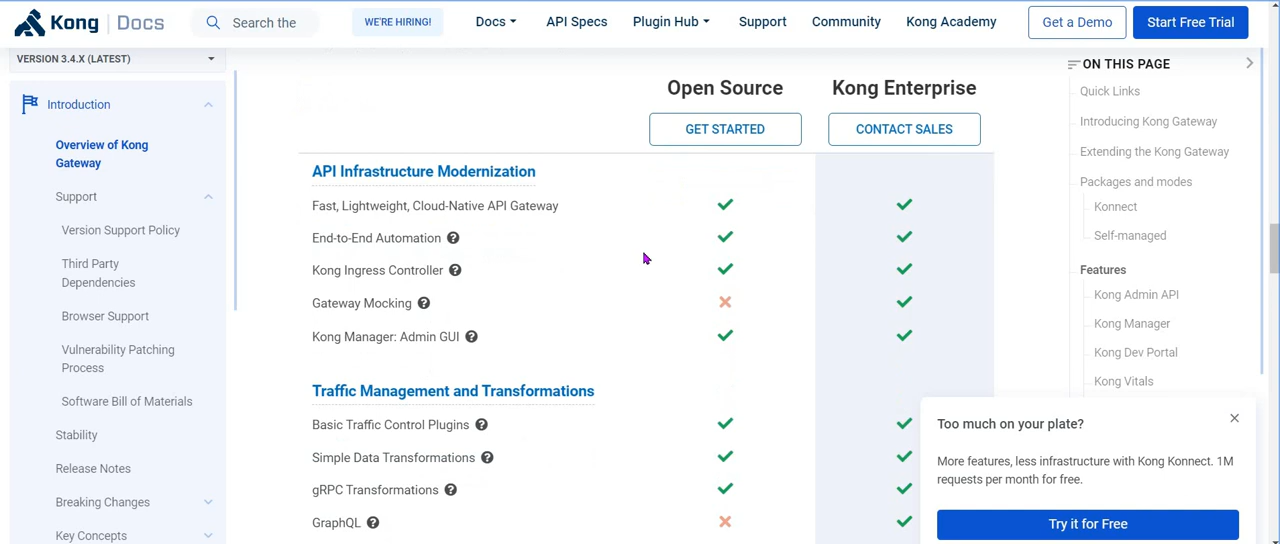 Kong Docs
Search the
WE'RE HIRING!
Docs
API Specs
Plugin Hub
Support
Community
Kong Academy
Get a Demo
Start Free Trial
VERSION 3.4.X (LATEST)
Introduction
Overview of Kong
Gateway
Support
Version Support Policy
Third Party
Dependencies
Browser Support
Vulnerability Patching
Process
Software Bill of Materials
Stability
Release Notes
Breaking Changes
Key Concepts
Open Source
Kong Enterprise
GET STARTED
CONTACT SALES
API Infrastructure Modernization
Fast, Lightweight, Cloud-Native API Gateway
End-to-End Automation
Kong Ingress Controller
Gateway Mocking
Kong Manager: Admin GUI
Traffic Management and Transformations
Basic Traffic Control Plugins
Simple Data Transformations
gRPC Transformations
GraphQL
ON THIS PAGE
Quick Links
Introducing Kong Gateway
Extending the Kong Gateway
Packages and modes
Konnect
Self-managed
Features
Kong Admin API
Kong Manager
Kong Dev Portal
Kong Vitals
Too much on your plate?
More features, less infrastructure with Kong Konnect. 1M
requests per month for free.
Try it for Free